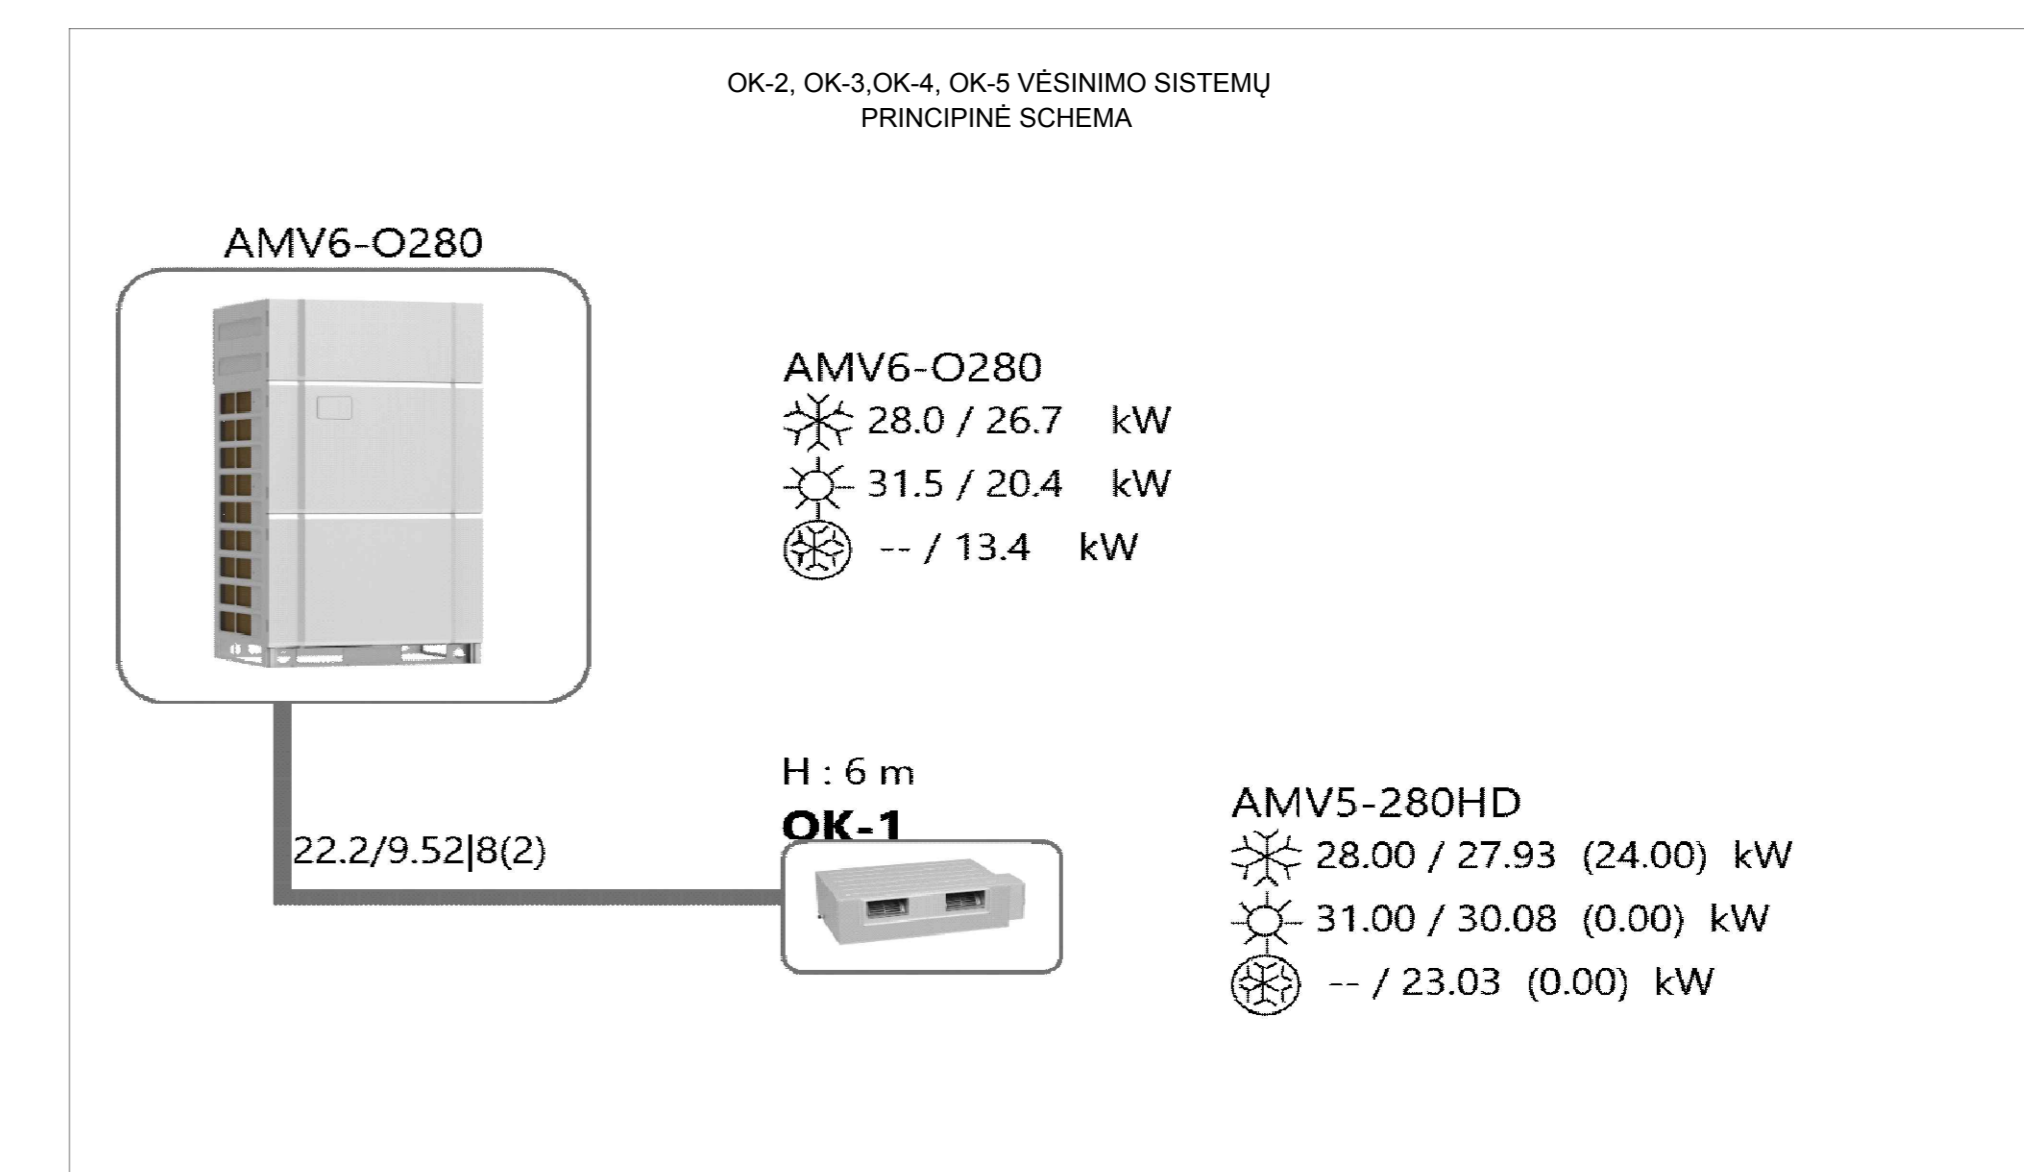 OK-2, OK-3,OK-4, OK-5 VĖSINIMO SISTEMŲ
PRINCIPINĖ SCHEMA
AMV6-O280
AMV6-O280
28.0 / 26.7 kW
31.5 / 20.4 kW
-- / 13.4 kW
H : 6 m
OK-1
22.2/9.52|8(2)
AMV5-280HD
28.00 / 27.93 (24.00) kW
31.00 / 30.08 (0.00) kW
-- / 23.03 (0.00) kW